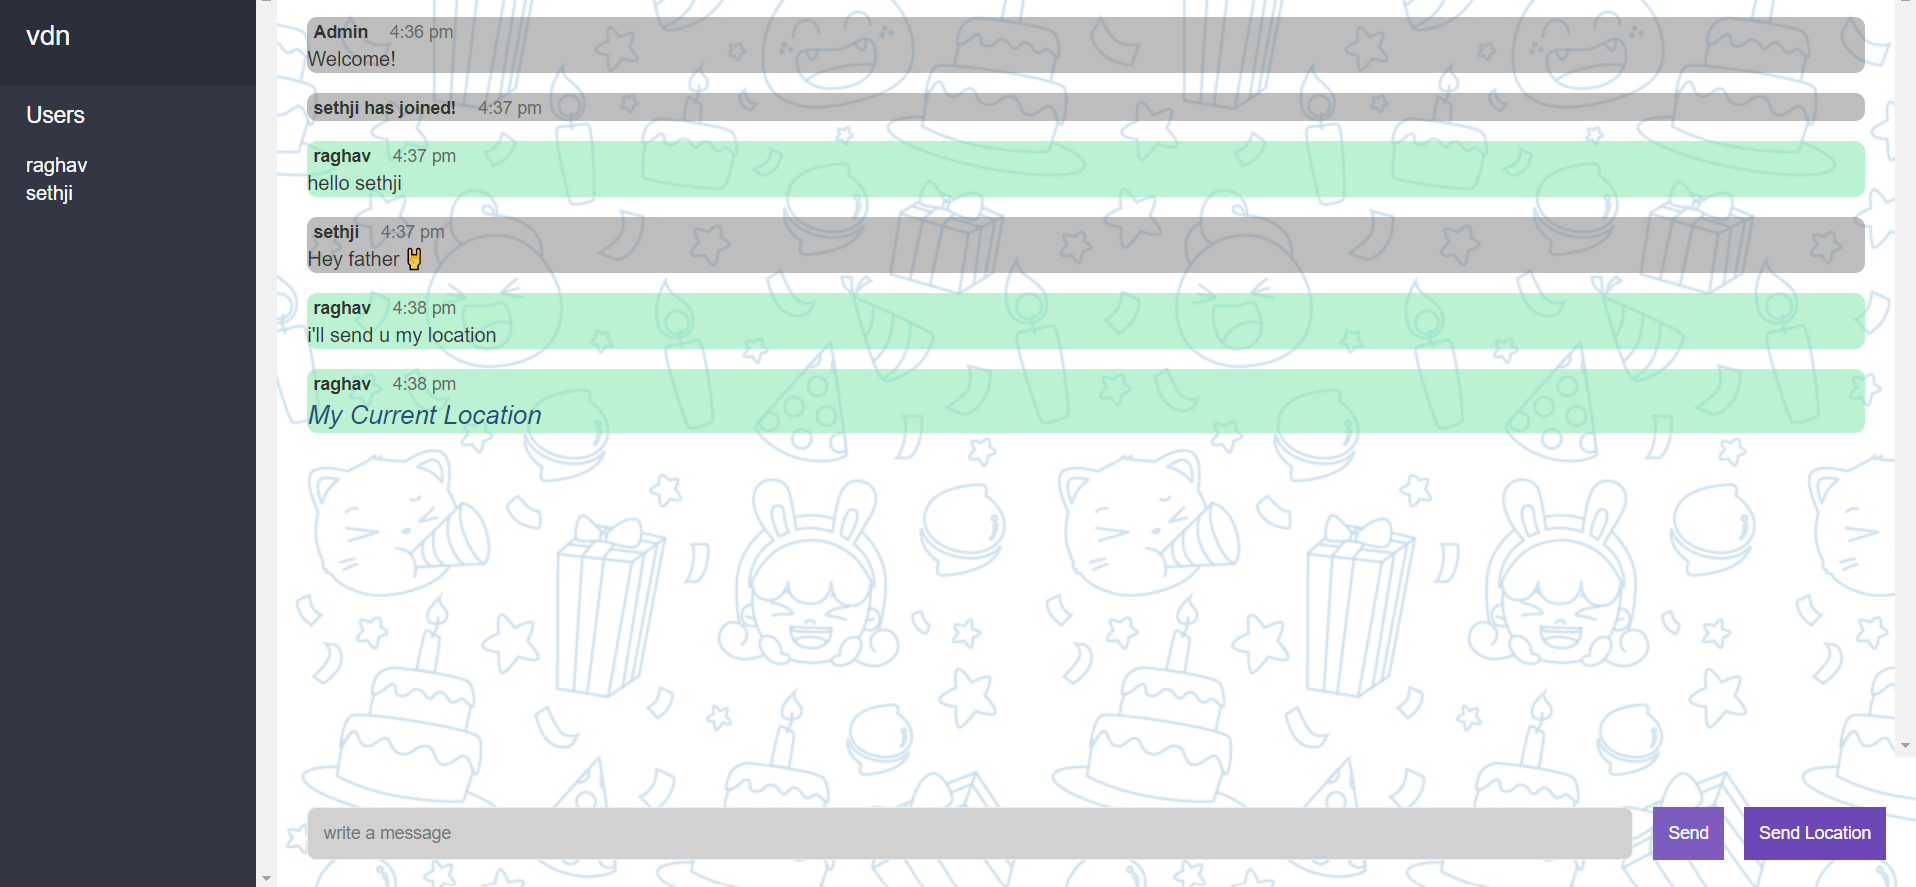 vdn
Users
raghav
sethji
Admin 4:36 pm
Welcome!
sethji has joined! 4:37 pm
raghav 4:37 pm
hello sethji
sethji 4:37 pm
Hey father 🤘
raghav 4:38 pm
i'll send u my location
raghav 4:38 pm
My Current Location
write a message
Send
Send Location